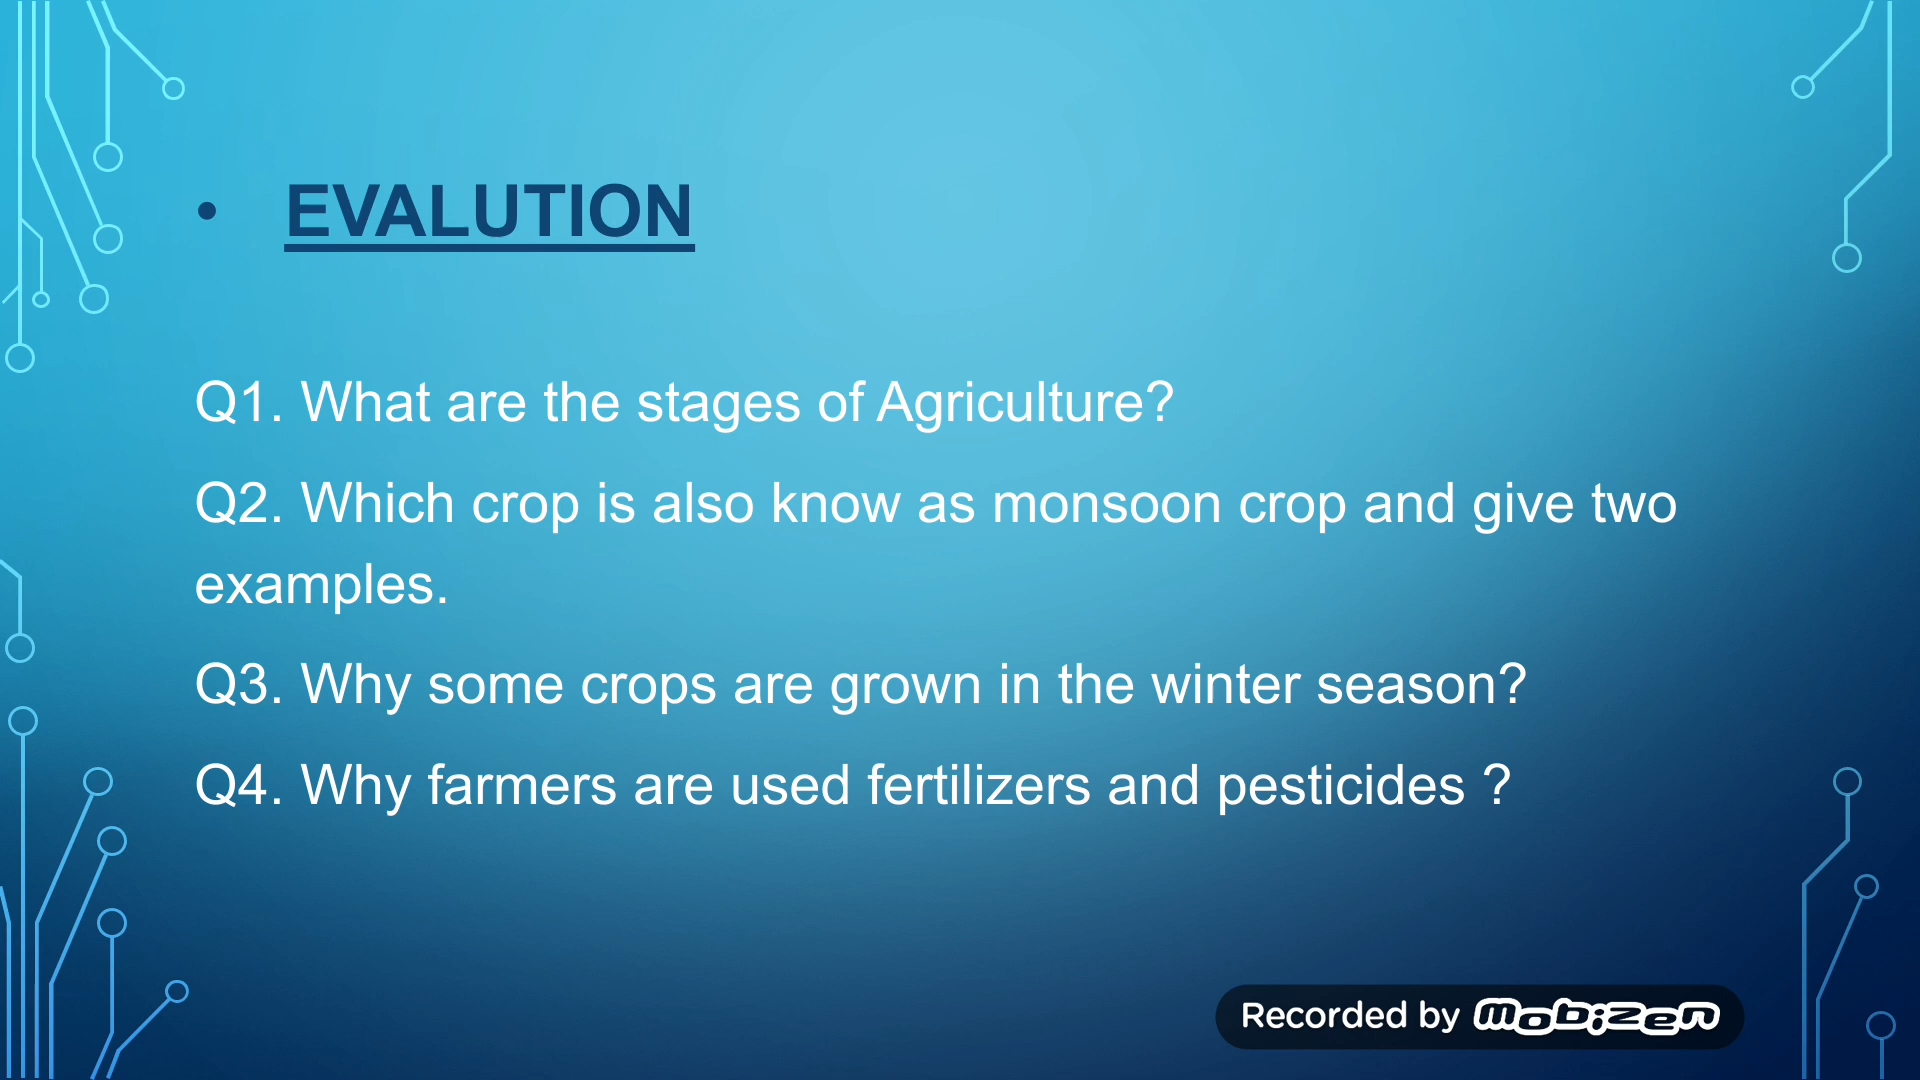 • EVALUTION
Q1. What are the stages of Agriculture?
Q2. Which crop is also know as monsoon crop and give two
examples.
Q3. Why some crops are grown in the winter season?
Q4. Why farmers are used fertilizers and pesticides ?
Recorded by mobizen